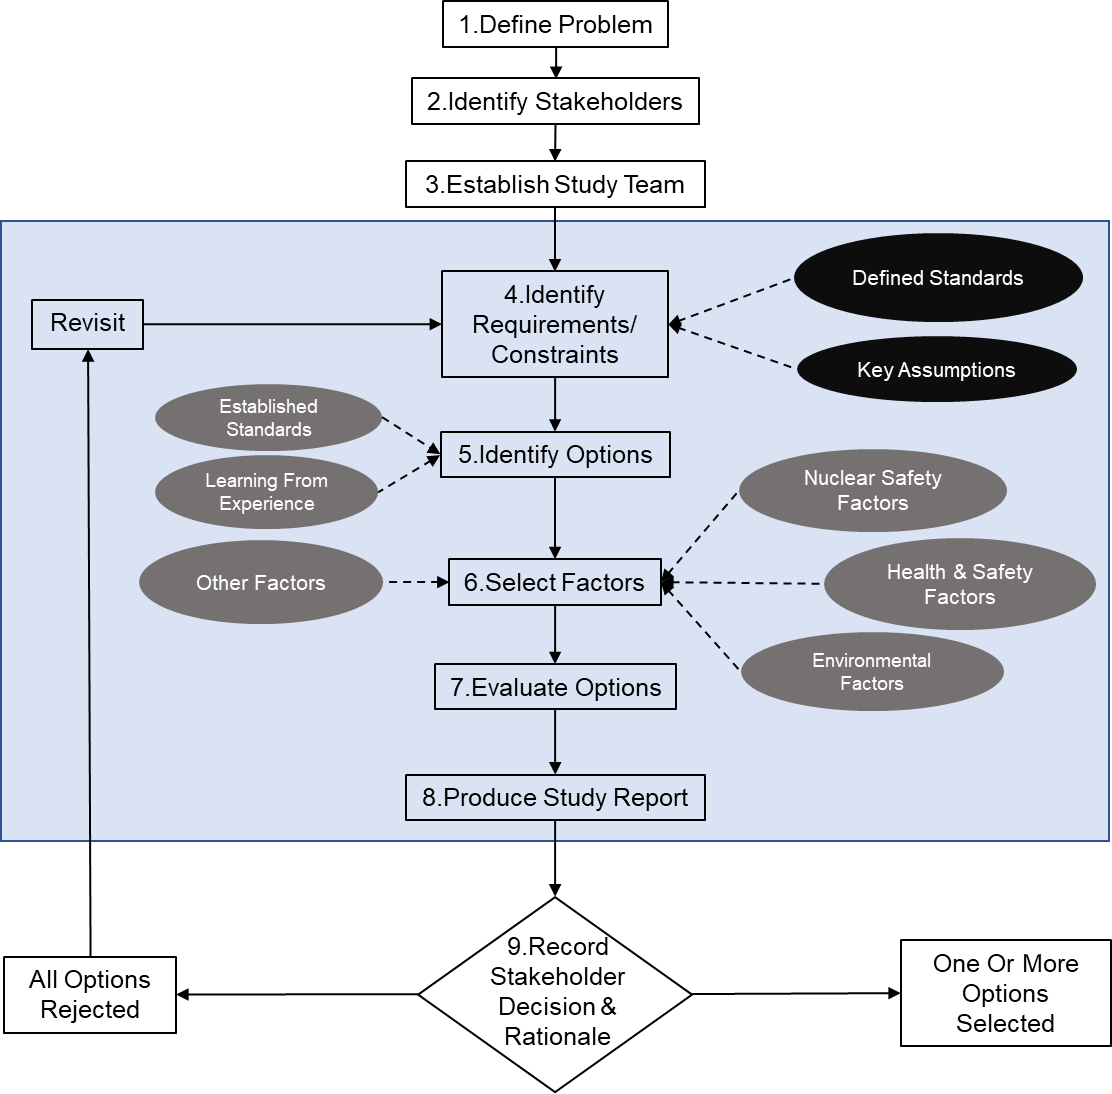 1.Define Problem
2.Identify Stakeholders
3.Establish Study Team
4.Identify
Requirements/
Constraints
Defined Standards
Revisit
Key Assumptions
Established
Standards
5.Identify Options
Learning From
Experience
Nuclear Safety
Factors
Other Factors
6.Select Factors
Health & Safety
Factors
Environmental
Factors
7.Evaluate Options
8.Produce Study Report
9.Record
Stakeholder
Decision &
Rationale
All Options
Rejected
One Or More
Options
Selected